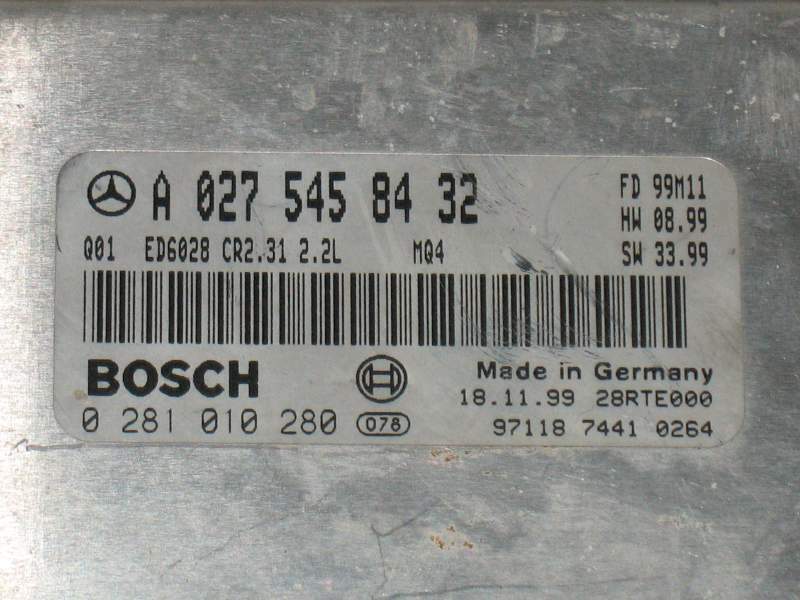 A 027 545 84 32
FD 99M11
HW 08.99
Q01 ED6028 CR2.31 2.2L MQ4 SW 33.99
BOSCH
Made in Germany
18.11.99 28RTE000
0 281 010 280 078
97118 7441 0264